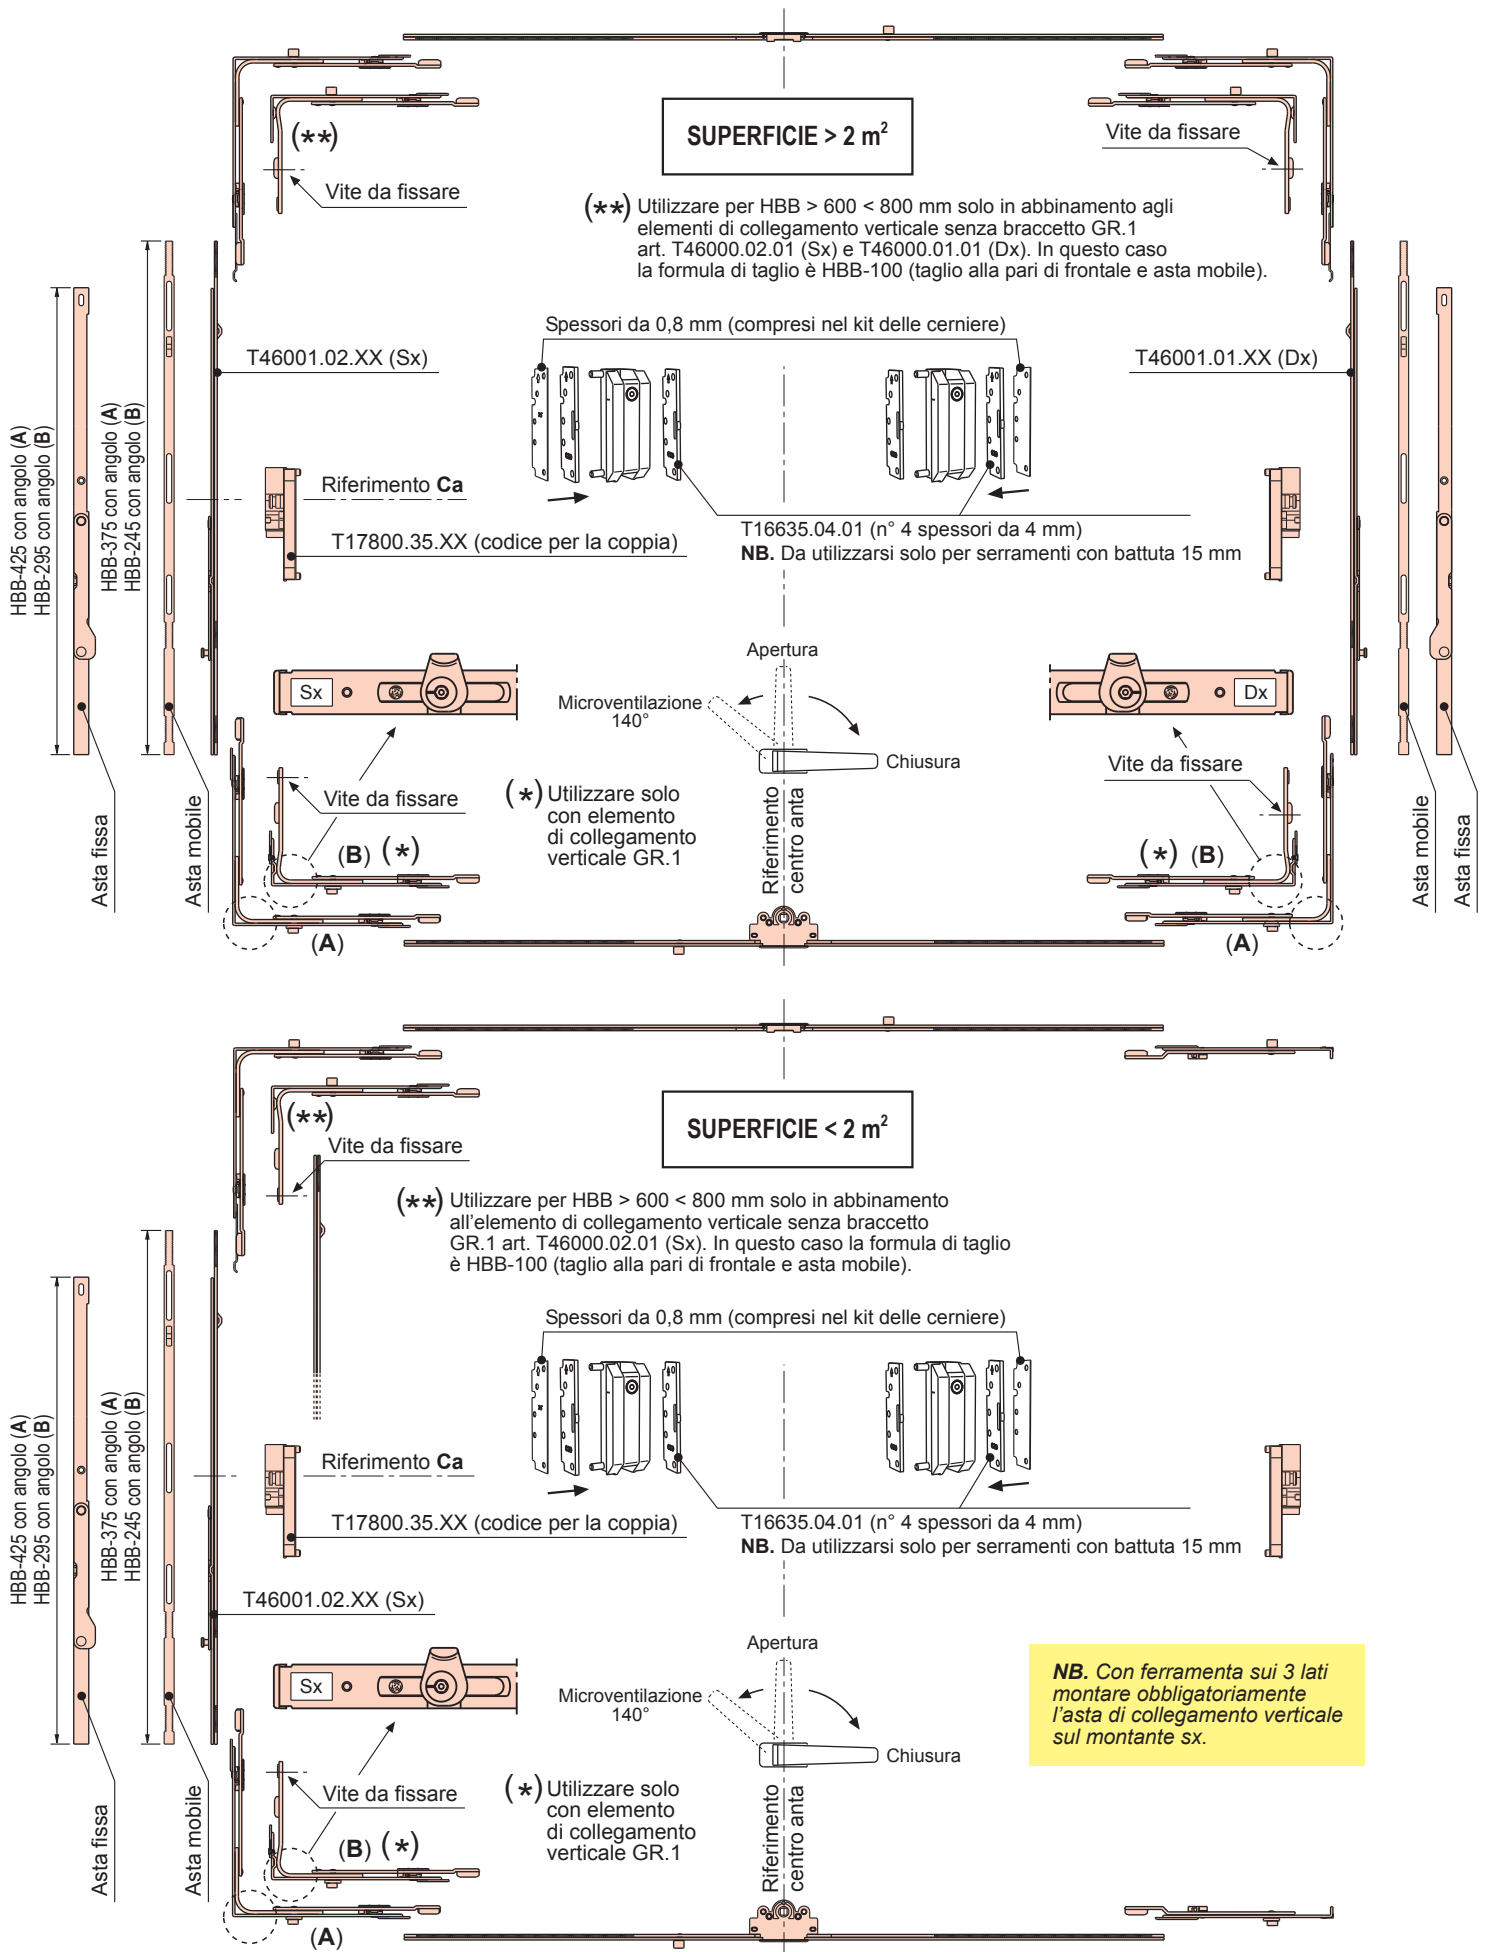 SUPERFICIE > 2 m²
(**)
Vite da fissare
Vite da fissare
(**) Utilizzare per HBB > 600 < 800 mm solo in abbinamento agli
elementi di collegamento verticale senza braccetto GR.1
art. T46000.02.01 (Sx) e T46000.01.01 (Dx). In questo caso
la formula di taglio è HBB-100 (taglio alla pari di frontale e asta mobile).
Spessori da 0,8 mm (compresi nel kit delle cerniere)
T46001.02.XX (Sx)
T46001.01.XX (Dx)
HBB-425 con angolo (A)
HBB-295 con angolo (B)
HBB-375 con angolo (A)
HBB-245 con angolo (B)
Riferimento Ca
T17800.35.XX (codice per la coppia)
T16635.04.01 (n° 4 spessori da 4 mm)
NB. Da utilizzarsi solo per serramenti con battuta 15 mm
Sx
Dx
Apertura
Microventilazione
140°
Chiusura
Vite da fissare
Vite da fissare
(*) Utilizzare solo
con elemento
di collegamento
verticale GR.1
Riferimento
centro anta
(B) (*)
(*) (B)
(A)
(A)
Asta fissa
Asta mobile
Asta mobile
Asta fissa
SUPERFICIE < 2 m²
(**)
Vite da fissare
(**) Utilizzare per HBB > 600 < 800 mm solo in abbinamento
all'elemento di collegamento verticale senza braccetto
GR.1 art. T46000.02.01 (Sx). In questo caso la formula di taglio
è HBB-100 (taglio alla pari di frontale e asta mobile).
Spessori da 0,8 mm (compresi nel kit delle cerniere)
HBB-425 con angolo (A)
HBB-295 con angolo (B)
HBB-375 con angolo (A)
HBB-245 con angolo (B)
Riferimento Ca
T17800.35.XX (codice per la coppia)
T16635.04.01 (n° 4 spessori da 4 mm)
NB. Da utilizzarsi solo per serramenti con battuta 15 mm
T46001.02.XX (Sx)
Sx
Apertura
Microventilazione
140°
Chiusura
NB. Con ferramenta sui 3 lati
montare obbligatoriamente
l'asta di collegamento verticale
sul montante sx.
Vite da fissare
(*) Utilizzare solo
con elemento
di collegamento
verticale GR.1
Riferimento
centro anta
(B) (*)
(A)
Asta fissa
Asta mobile